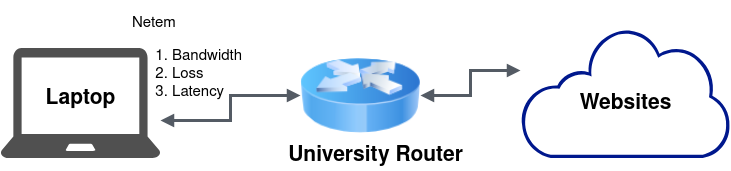 Netem
1. Bandwidth
2. Loss
3. Latency
Laptop
University Router
Websites